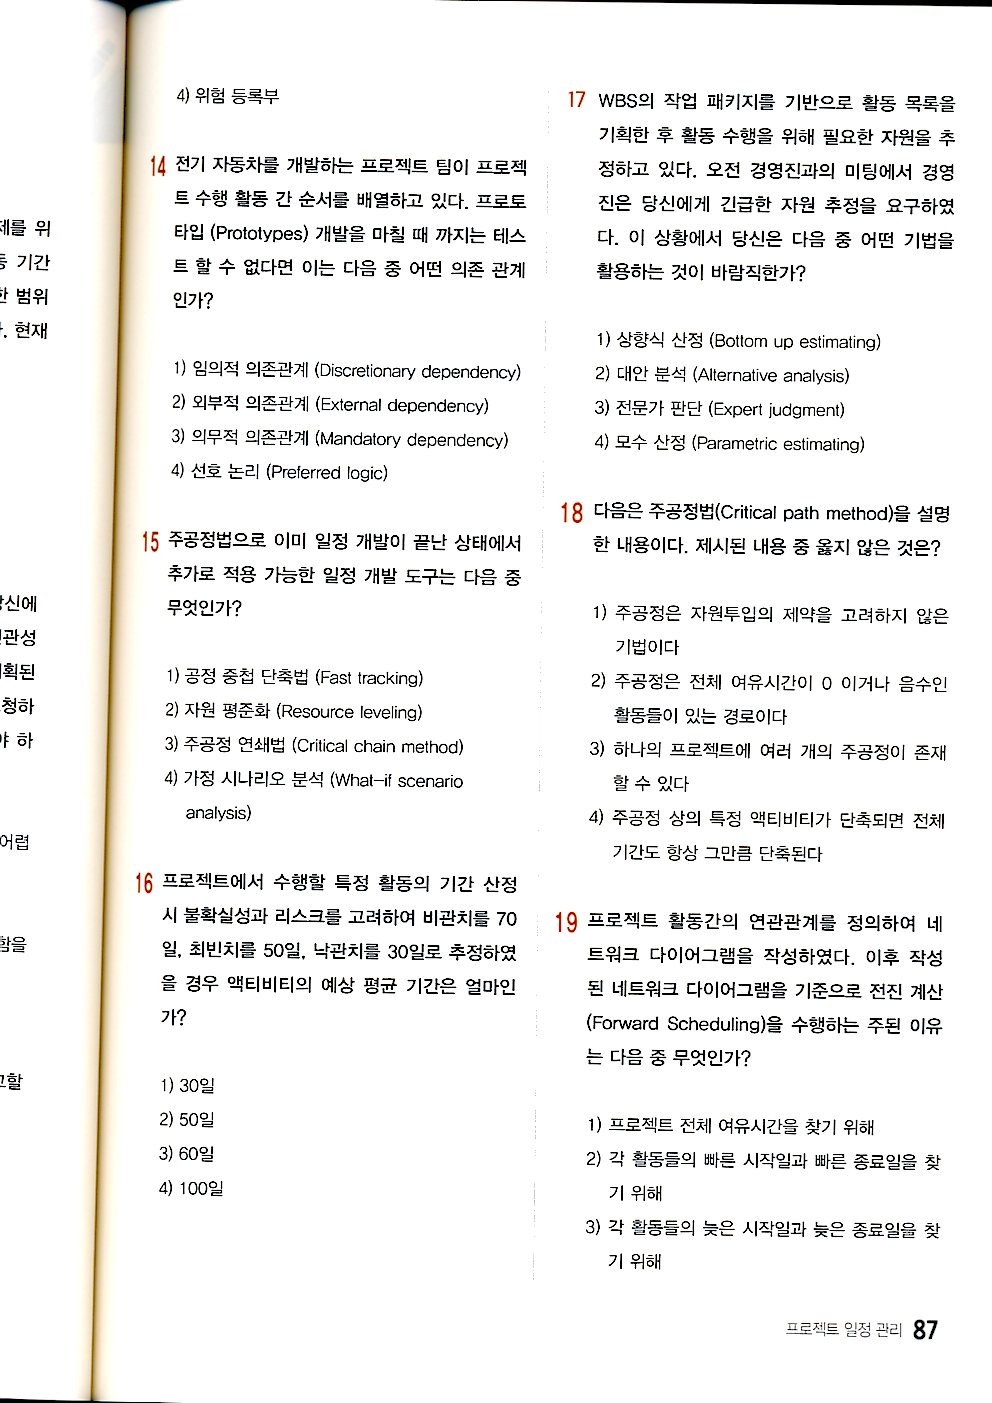 제를 위
동 기간
한 범위
. 현재
당신에
획된
청하
야 하
어렵
함을
고할
4) 위험 등록부
14 전기 자동차를 개발하는 프로젝트 팀이 프로젝
트 수행 활동 간 순서를 배열하고 있다. 프로토
타입 (Prototypes) 개발을 마칠 때 까지는 테스
트 할 수 없다면 이는 다음 중 어떤 의존 관계
인가?
1) 임의적 의존관계 (Discretionary dependency)
2) 외부적 의존관계 (External dependency)
3) 의무적 의존관계 (Mandatory dependency)
4) 선호 논리 (Preferred logic)
15 주공정법으로 이미 일정 개발이 끝난 상태에서
추가로 적용 가능한 일정 개발 도구는 다음 중
무엇인가?
1) 공정 중첩 단축법 (Fast tracking)
2) 자원 평준화 (Resource leveling)
3) 주공정 연쇄법 (Critical chain method)
4) 가정 시나리오 분석 (What-if scenario
analysis)
16 프로젝트에서 수행할 특정 활동의 기간 산정
시 불확실성과 리스크를 고려하여 비관치를 70
일, 최빈치를 50일, 낙관치를 30일로 추정하였
을 경우 액티비티의 예상 평균 기간은 얼마인
가?
1) 30일
2) 50일
3) 60일
4) 100일
17 WBS의 작업 패키지를 기반으로 활동 목록을
기획한 후 활동 수행을 위해 필요한 자원을 추
정하고 있다. 오전 경영진과의 미팅에서 경영
진은 당신에게 긴급한 자원 추정을 요구하였
다. 이 상황에서 당신은 다음 중 어떤 기법을
활용하는 것이 바람직한가?
1) 상향식 산정 (Bottom up estimating)
2) 대안 분석 (Alternative analysis)
3) 전문가 판단 (Expert judgment)
4) 모수 산정 (Parametric estimating)
18 다음은 주공정법(Critical path method)을 설명
한 내용이다. 제시된 내용 중 옳지 않은 것은?
1) 주공정은 자원투입의 제약을 고려하지 않은
기법이다
2) 주공정은 전체 여유시간이 0 이거나 음수인
활동들이 있는 경로이다
3) 하나의 프로젝트에 여러 개의 주공정이 존재
할 수 있다
4) 주공정 상의 특정 액티비티가 단축되면 전체
기간도 항상 그만큼 단축된다
19 프로젝트 활동간의 연관관계를 정의하여 네
트워크 다이어그램을 작성하였다. 이후 작성
된 네트워크 다이어그램을 기준으로 전진 계산
(Forward Scheduling)을 수행하는 주된 이유
는 다음 중 무엇인가?
1) 프로젝트 전체 여유시간을 찾기 위해
2) 각 활동들의 빠른 시작일과 빠른 종료일을 찾
기 위해
3) 각 활동들의 늦은 시작일과 늦은 종료일을 찾
기 위해
프로젝트 일정 관리 87